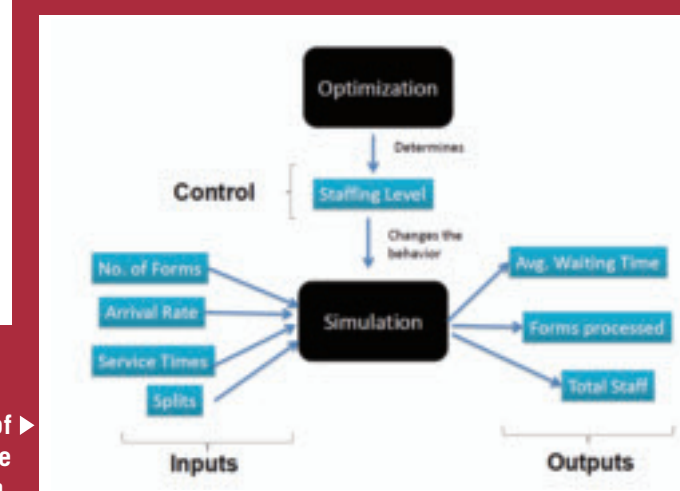 Optimization
Determines
Control
Staffing Level
Changes the
behavior
No. of Forms
Arrival Rate
Service Times
Splits
Simulation
Avg. Waiting Time
Forms processed
Total Staff
Inputs
Outputs
of ▶